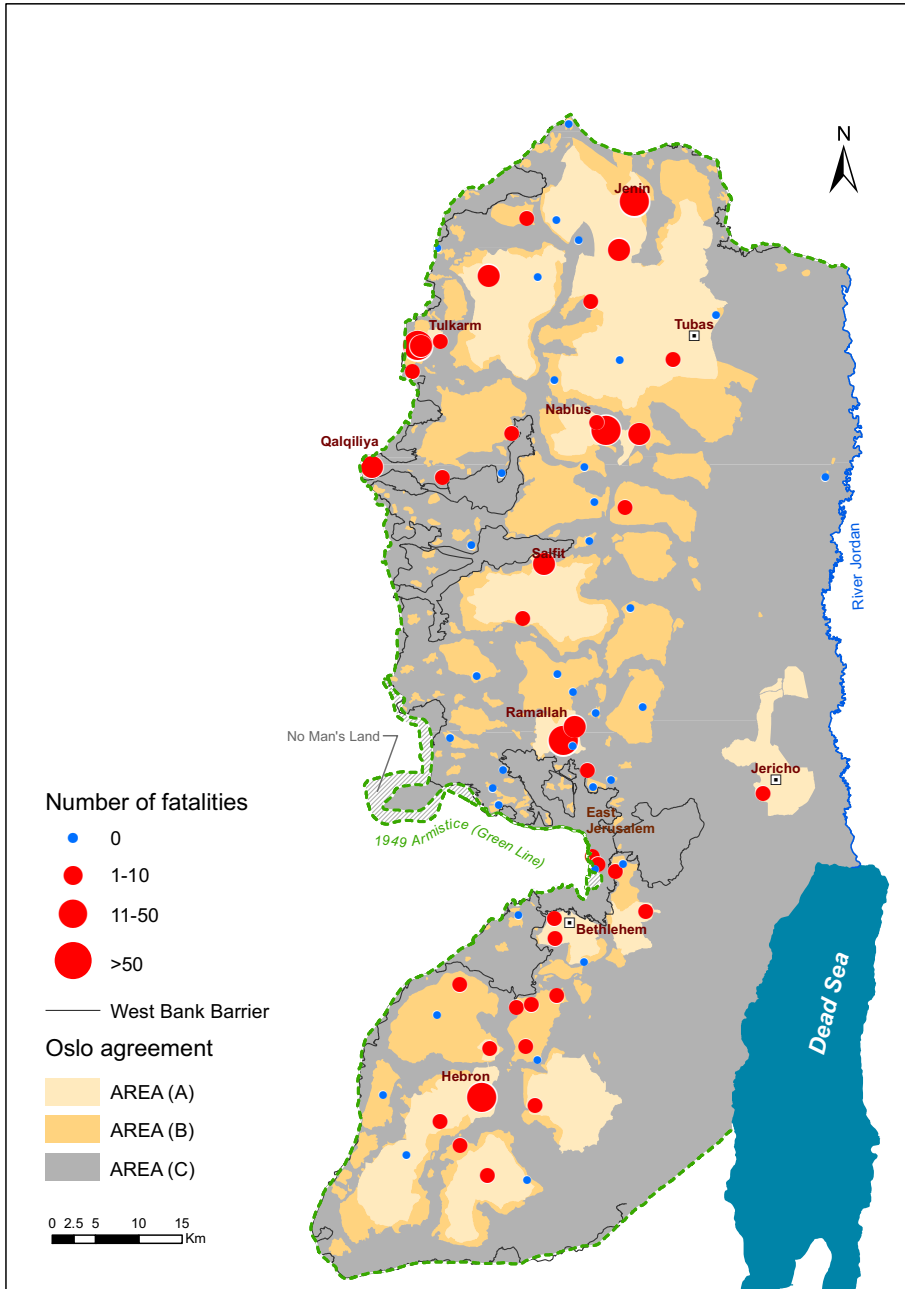 N
Jenin
Tulkarm
Tubas
Nablus
Qalqiliya
Salfit
River Jordan
Ramallah
No Man's Land
Jericho
East
Jerusalem
1949 Armistice (Green Line)
Bethlehem
Hebron
Dead Sea
Number of fatalities
0
1-10
11-50
>50
West Bank Barrier
Oslo agreement
AREA (A)
AREA (B)
AREA (C)
0 2.5 5 10 15
Km